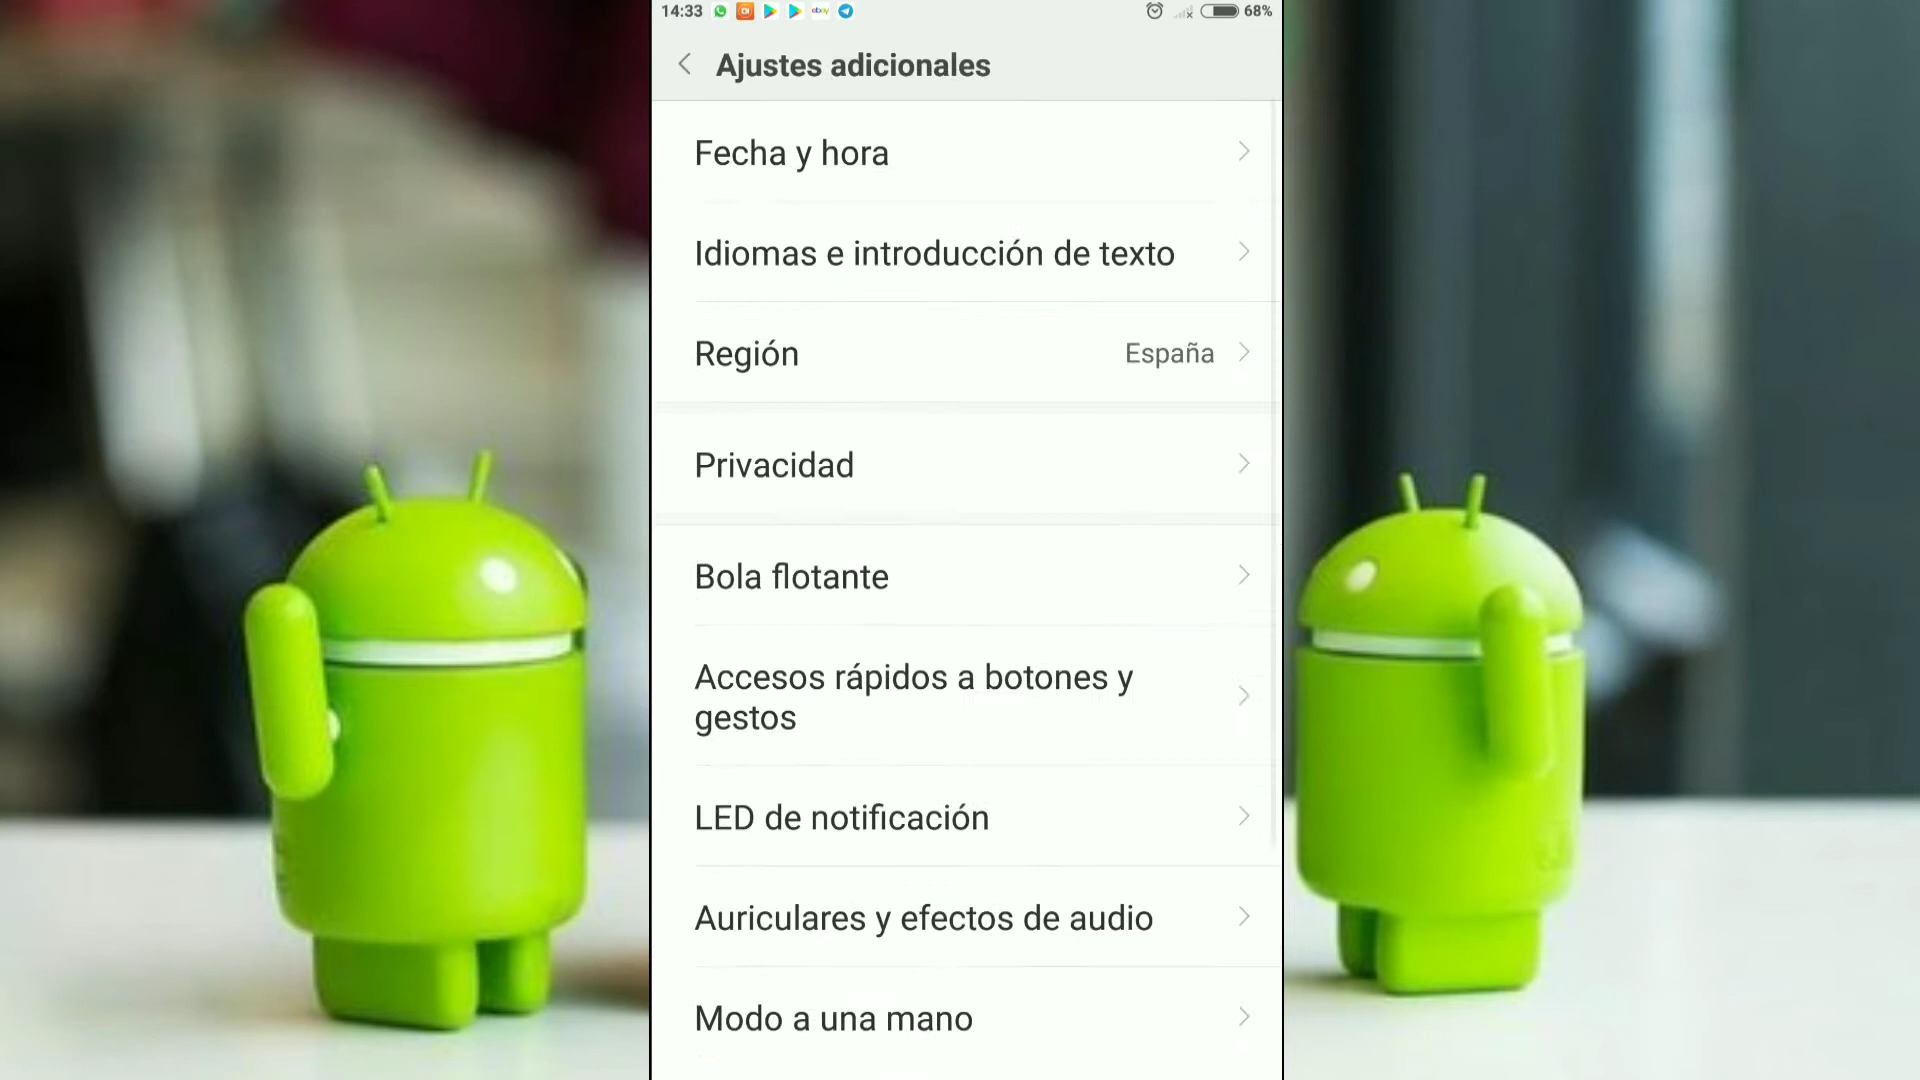 14:33 ebay 68%
Ajustes adicionales
Fecha y hora
Idiomas e introducción de texto
Región España
Privacidad
Bola flotante
Accesos rápidos a botones y
gestos
LED de notificación
Auriculares y efectos de audio
Modo a una mano